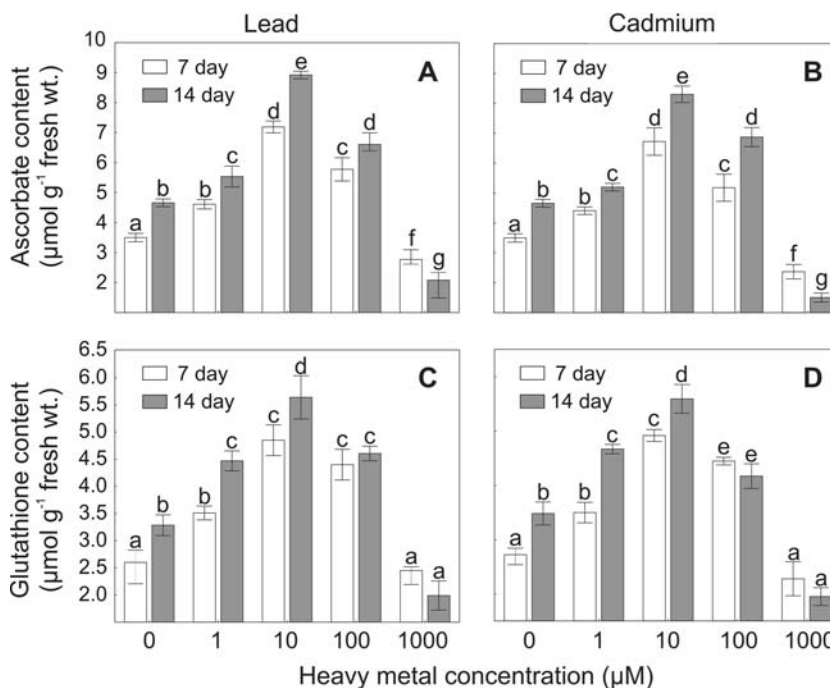 Lead
Cadmium
Ascorbate content
(µmol g⁻¹ fresh wt.)
10
9
8
7
6
5
4
3
2
7 day
14 day
A
a
b
b
c
d
e
c
d
f
g
7 day
14 day
B
a
b
b
c
d
e
c
d
f
g
Glutathione content
(µmol g⁻¹ fresh wt.)
6.5
6.0
5.5
5.0
4.5
4.0
3.5
3.0
2.5
2.0
7 day
14 day
C
a
b
b
c
c
d
c
c
a
a
7 day
14 day
D
a
b
b
c
c
d
e
e
a
a
0 1 10 100 1000
0 1 10 100 1000
Heavy metal concentration (µM)